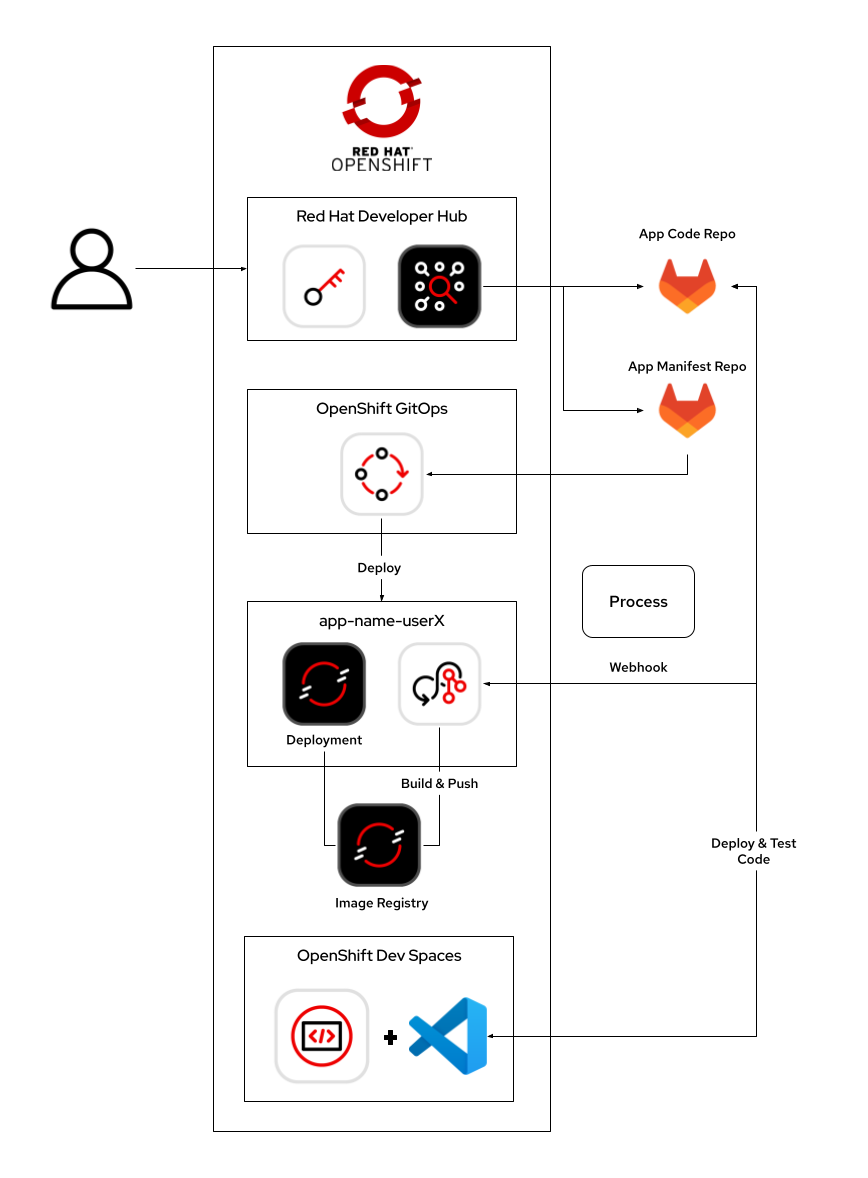 RED HAT
OPENSHIFT
Red Hat Developer Hub
App Code Repo
App Manifest Repo
OpenShift GitOps
Deploy
Process
app-name-userX
Webhook
Deployment
Build & Push
Deploy & Test
Code
Image Registry
OpenShift Dev Spaces